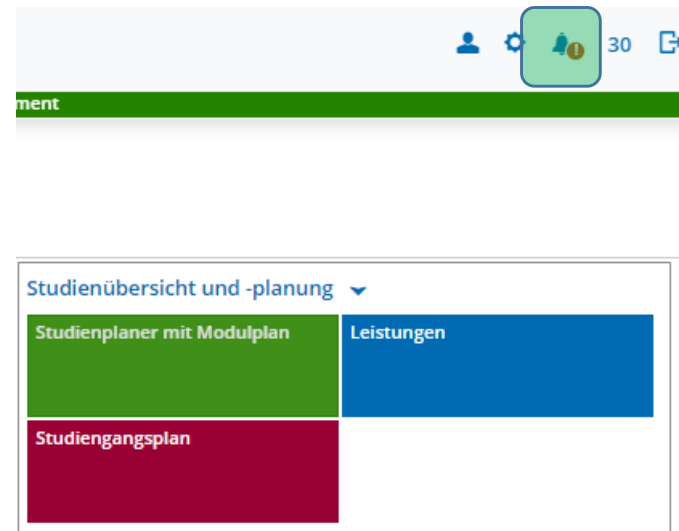 30
ment
Studienübersicht und -planung
Studienplaner mit Modulplan
Leistungen
Studiengangsplan